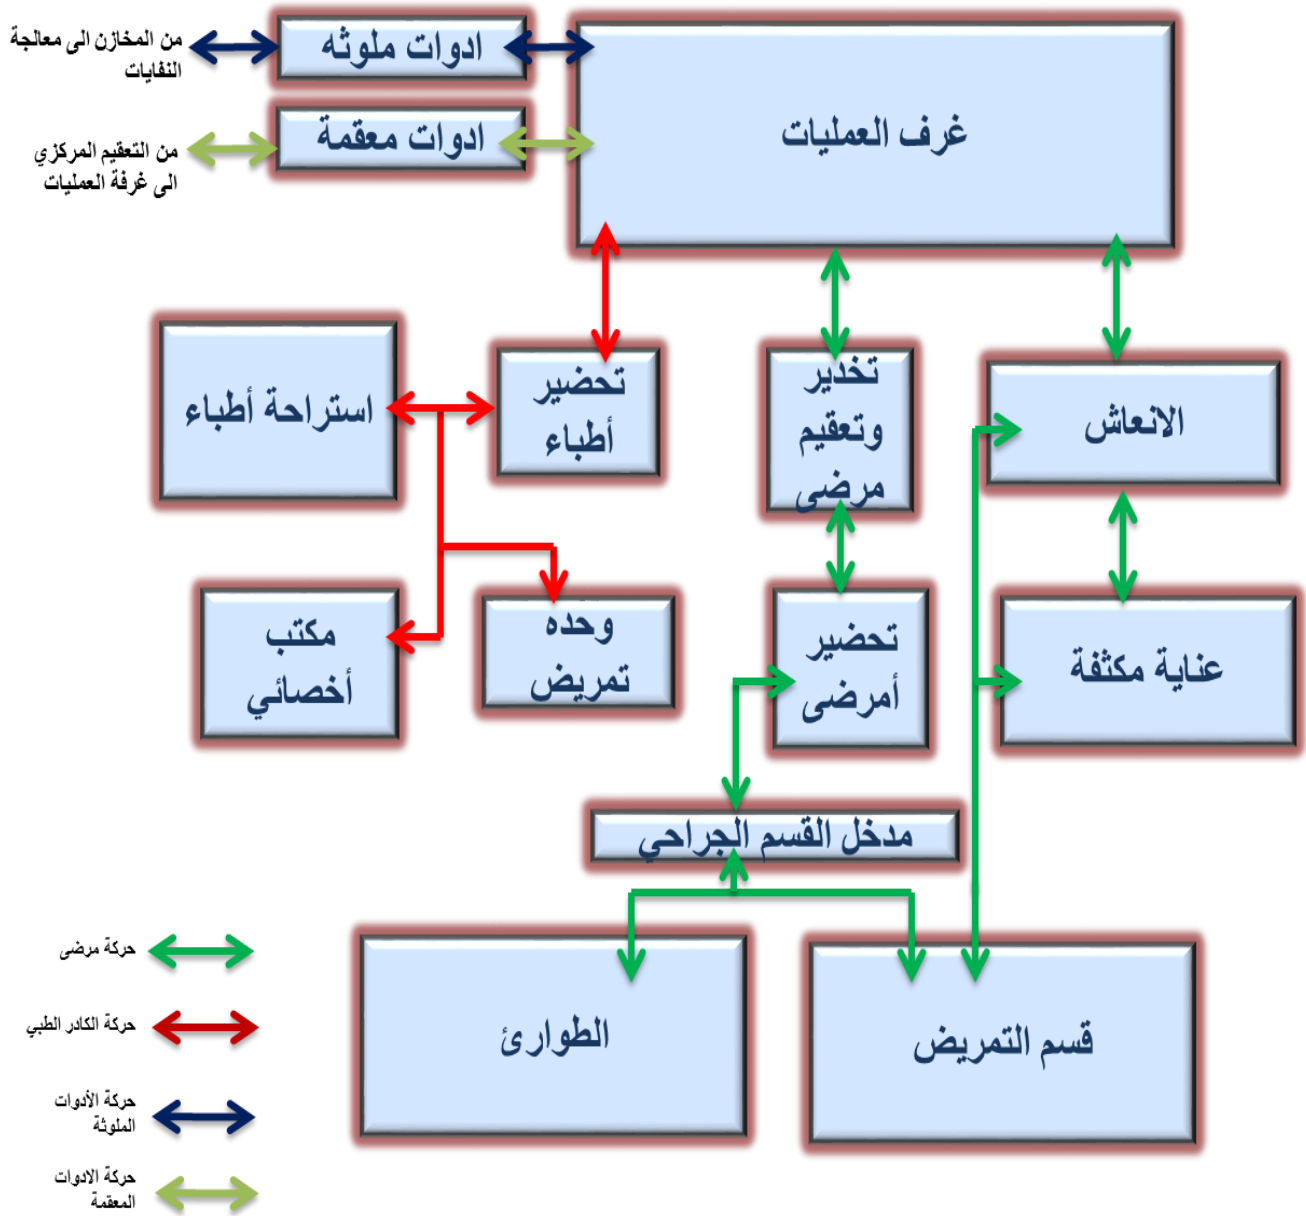 من المخازن الى معالجة
النفايات
ادوات ملوثه
غرف العمليات
ادوات معقمة
من التعقيم المركزي
الى غرفة العمليات
استراحة أطباء
تحضير
أطباء
تخدير
وتعقيم
مرضى
الانعاش
مكتب
أخصائي
وحده
تمريض
تحضير
أمرضى
عناية مكثفة
مدخل القسم الجراحي
الطوارئ
قسم التمريض
حركة مرضى
حركة الكادر الطبي
حركة الأدوات
الملوثة
حركة الادوات
المعقمة